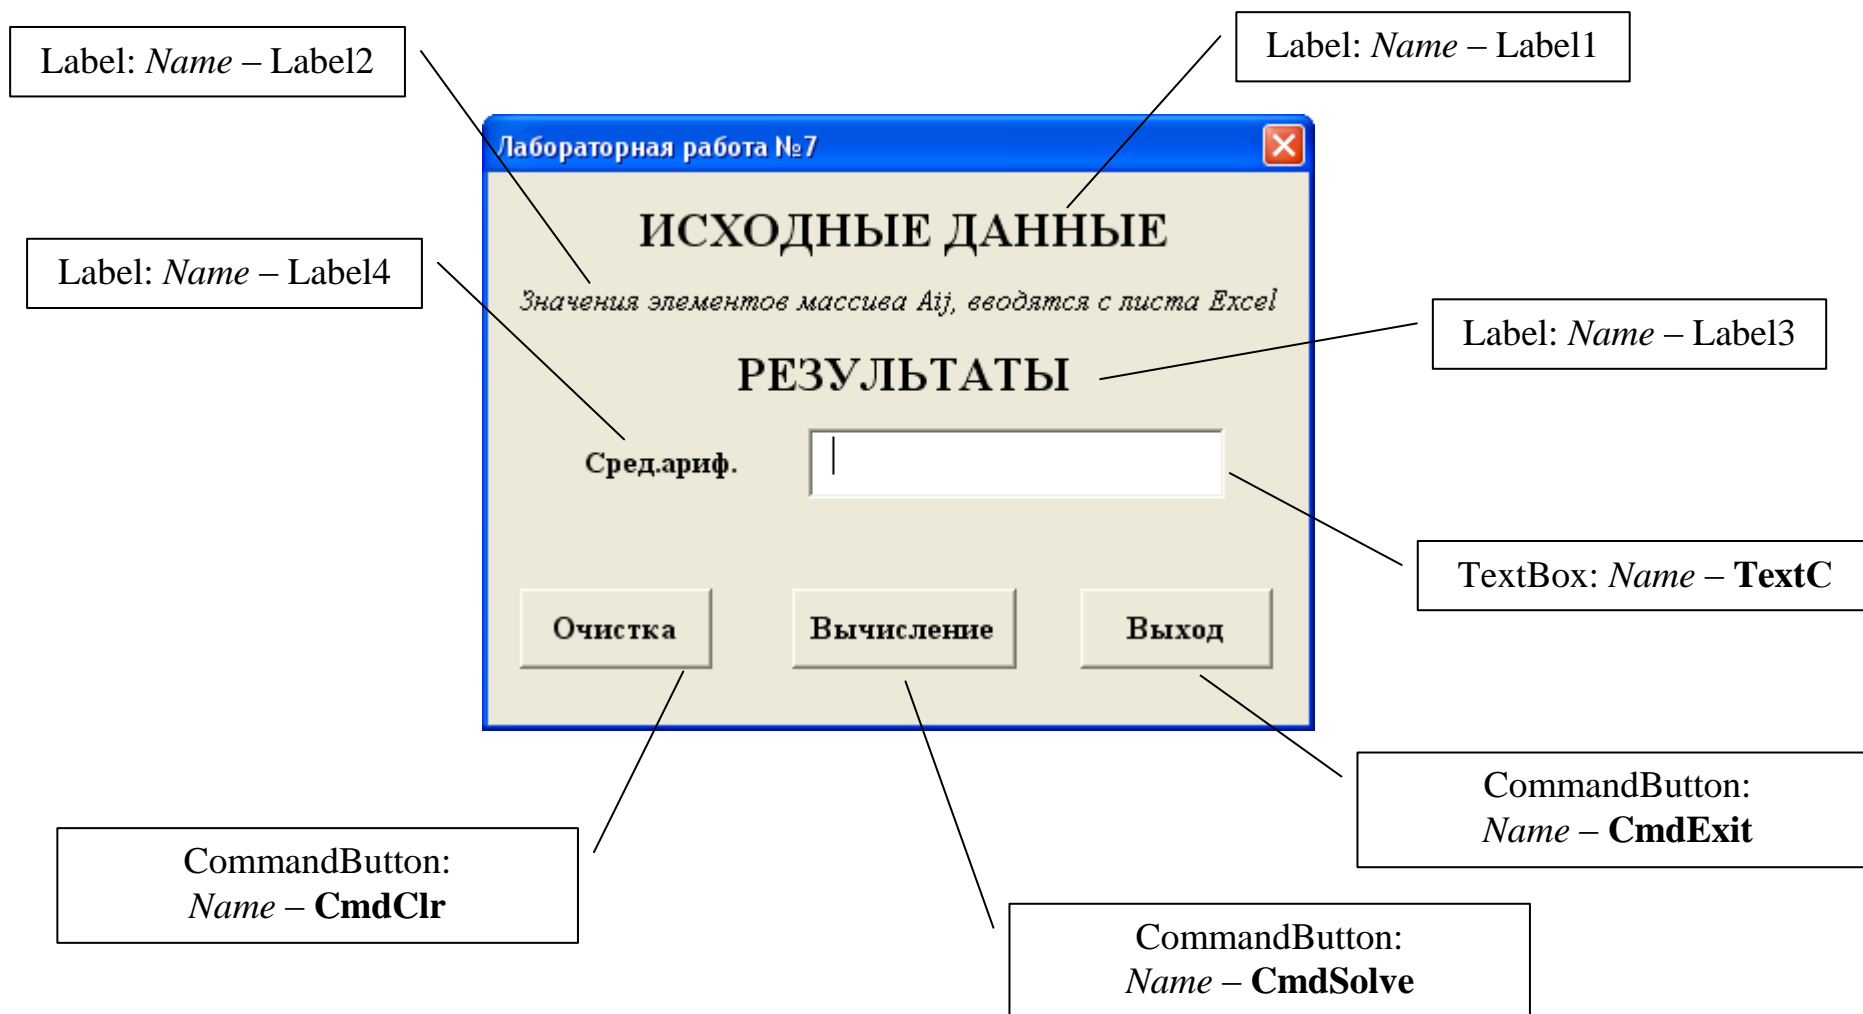 Label: Name – Label2
Label: Name – Label1
Лабораторная работа №7
ИСХОДНЫЕ ДАННЫЕ
Label: Name – Label4
Значения элементов массива Aij, вводятся с листа Excel
Label: Name – Label3
РЕЗУЛЬТАТЫ
Сред.ариф.
TextBox: Name – TextC
Очистка
Вычисление
Выход
CommandButton:
Name – CmdExit
CommandButton:
Name – CmdClr
CommandButton:
Name – CmdSolve